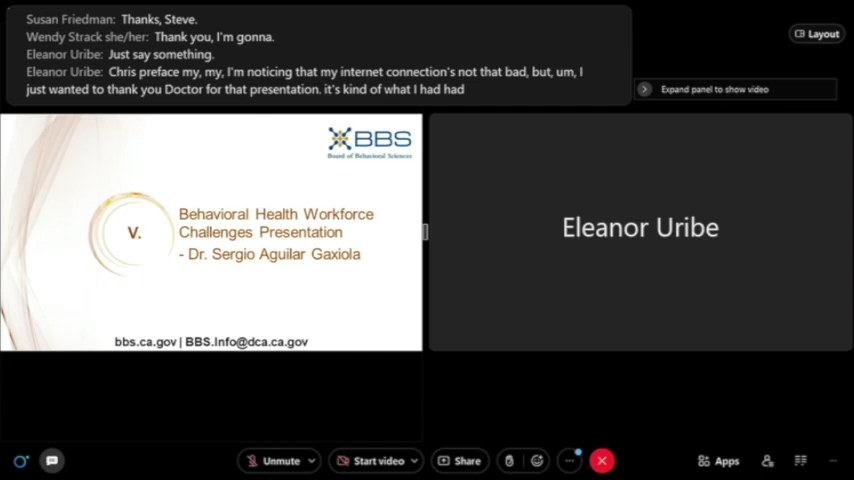 Susan Friedman: Thanks, Steve.
Wendy Strack she/her: Thank you, I'm gonna.
Eleanor Uribe: Just say something.
Eleanor Uribe: Chris preface my, my, I'm noticing that my internet connection's not that bad, but, um, I
just wanted to thank you Doctor for that presentation. it's kind of what I had had
Layout
Expand panel to show video
BBS
Board of Behavioral Sciences
V.
Behavioral Health Workforce
Challenges Presentation
- Dr. Sergio Aguilar Gaxiola
bbs.ca.gov | BBS.Info@dca.ca.gov
Eleanor Uribe
Unmute
Start video
Share
Apps